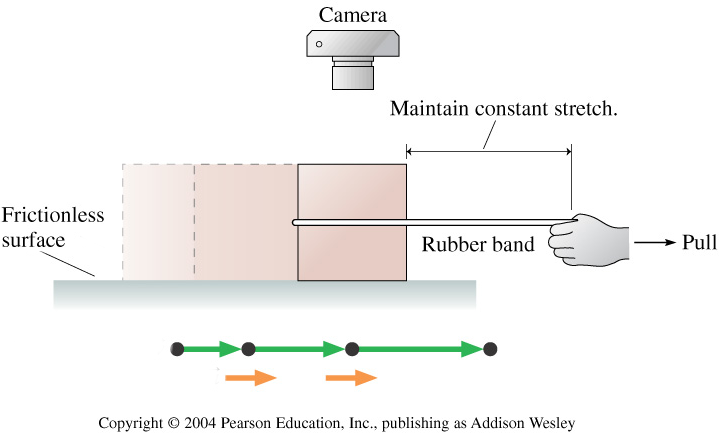 Camera
Maintain constant stretch.
Frictionless
surface
Rubber band
Pull
Copyright © 2004 Pearson Education, Inc., publishing as Addison Wesley